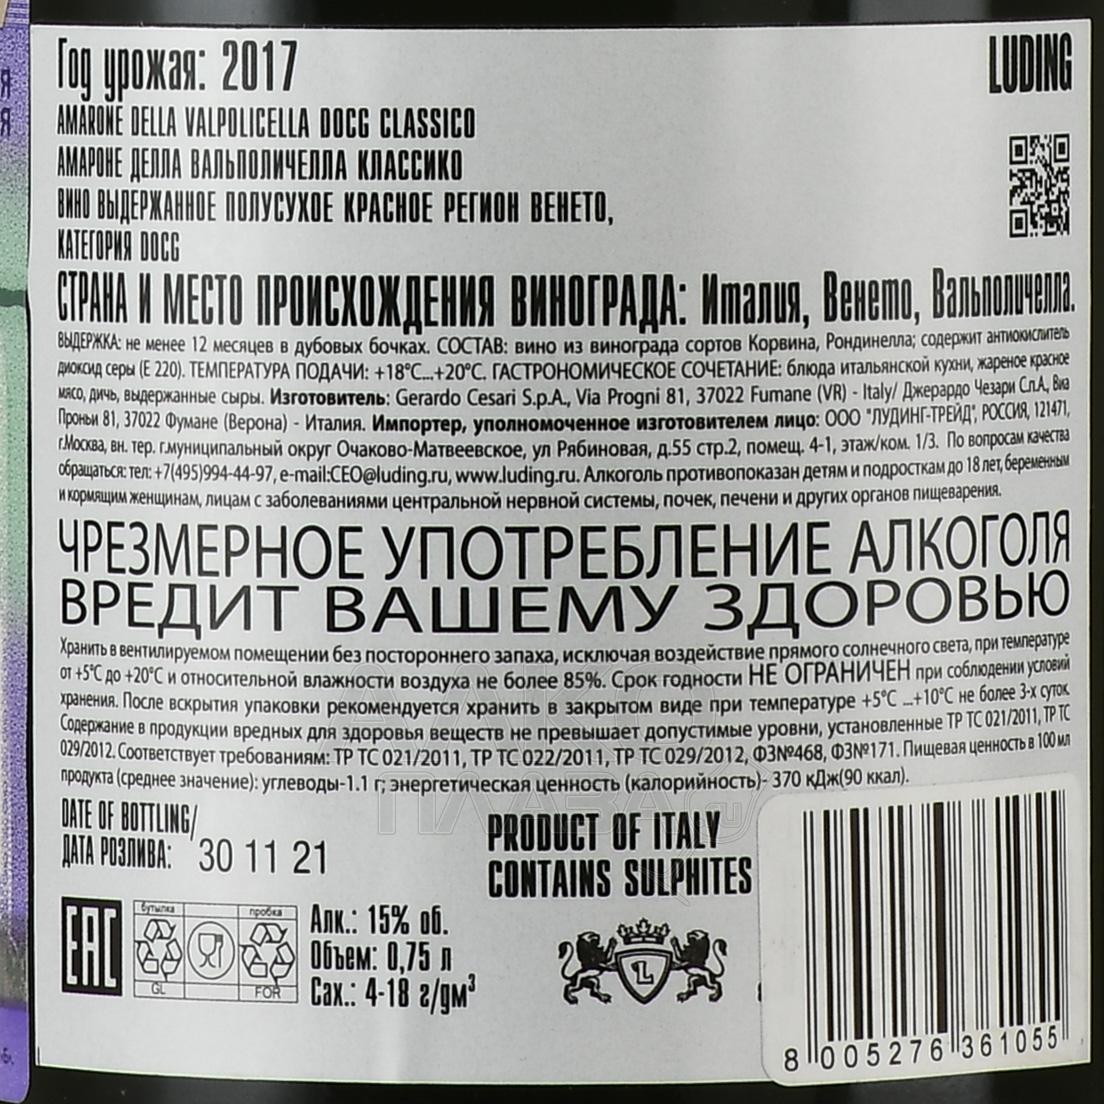 Год урожая: 2017
LUDING
AMARONE DELLA VALPOLICELLA DOCG CLASSICO
АМАРОНЕ ДЕЛЛА ВАЛЬПОЛИЧЕЛЛА КЛАССИКО
ВИНО ВЫДЕРЖАННОЕ ПОЛУСУХОЕ КРАСНОЕ РЕГИОН ВЕНЕТО,
КАТЕГОРИЯ DOCG
СТРАНА И МЕСТО ПРОИСХОЖДЕНИЯ ВИНОГРАДА: Италия, Венето, Вальполичелла.
ВЫДЕРЖКА: не менее 12 месяцев в дубовых бочках. СОСТАВ: вино из винограда сортов Корвина, Рондинелла; содержит антиокислитель
диоксид серы (Е 220). ТЕМПЕРАТУРА ПОДАЧИ: +18°С...+20°С. ГАСТРОНОМИЧЕСКОЕ СОЧЕТАНИЕ: блюда итальянской кухни, жареное красное
мясо, дичь, выдержанные сыры. Изготовитель: Gerardo Cesari S.p.A., Via Progni 81, 37022 Fumane (VR) - Italy/ Джерардо Чезари С.п.А., Виа
Проньи 81, 37022 Фумане (Верона) - Италия. Импортер, уполномоченное изготовителем лицо: ООО "ЛУДИНГ-ТРЕЙД", РОССИЯ, 121471,
г.Москва, вн. тер. г.муниципальный округ Очаково-Матвеевское, ул Рябиновая, д.55 стр.2, помещ. 4-1, этаж/ком. 1/3. По вопросам качества
обращаться: тел: +7(495)994-44-97, e-mail:CEO@luding.ru, www.luding.ru. Алкоголь противопоказан детям и подросткам до 18 лет, беременным
и кормящим женщинам, лицам с заболеваниями центральной нервной системы, почек, печени и других органов пищеварения.
ЧРЕЗМЕРНОЕ УПОТРЕБЛЕНИЕ АЛКОГОЛЯ
ВРЕДИТ ВАШЕМУ ЗДОРОВЬЮ
Хранить в вентилируемом помещении без постороннего запаха, исключая воздействие прямого солнечного света, при температуре
от +5°С до +20°С и относительной влажности воздуха не более 85%. Срок годности НЕ ОГРАНИЧЕН при соблюдении условий
хранения. После вскрытия упаковки рекомендуется хранить в закрытом виде при температуре +5°С ...+10°С не более 3-х суток.
Содержание в продукции вредных для здоровья веществ не превышает допустимые уровни, установленные ТР ТС 021/2011, ТР ТС
029/2012. Соответствует требованиям: ТР ТС 021/2011, ТР ТС 022/2011, ТР ТС 029/2012, ФЗ№468, ФЗ№171. Пищевая ценность в 100 мл
продукта (среднее значение): углеводы-1.1 г; энергетическая ценность (калорийность)- 370 кДж(90 ккал).
DATE OF BOTTLING/
ДАТА РОЗЛИВА: 30 11 21
PRODUCT OF ITALY
CONTAINS SULPHITES
EAC
бутылка
пробка
GL
FOR
Алк.: 15% об.
Объем: 0,75 л
Сах.: 4-18 г/дм³
L
8 005276 361055
АЛКО
ПЛАЗА
.ru